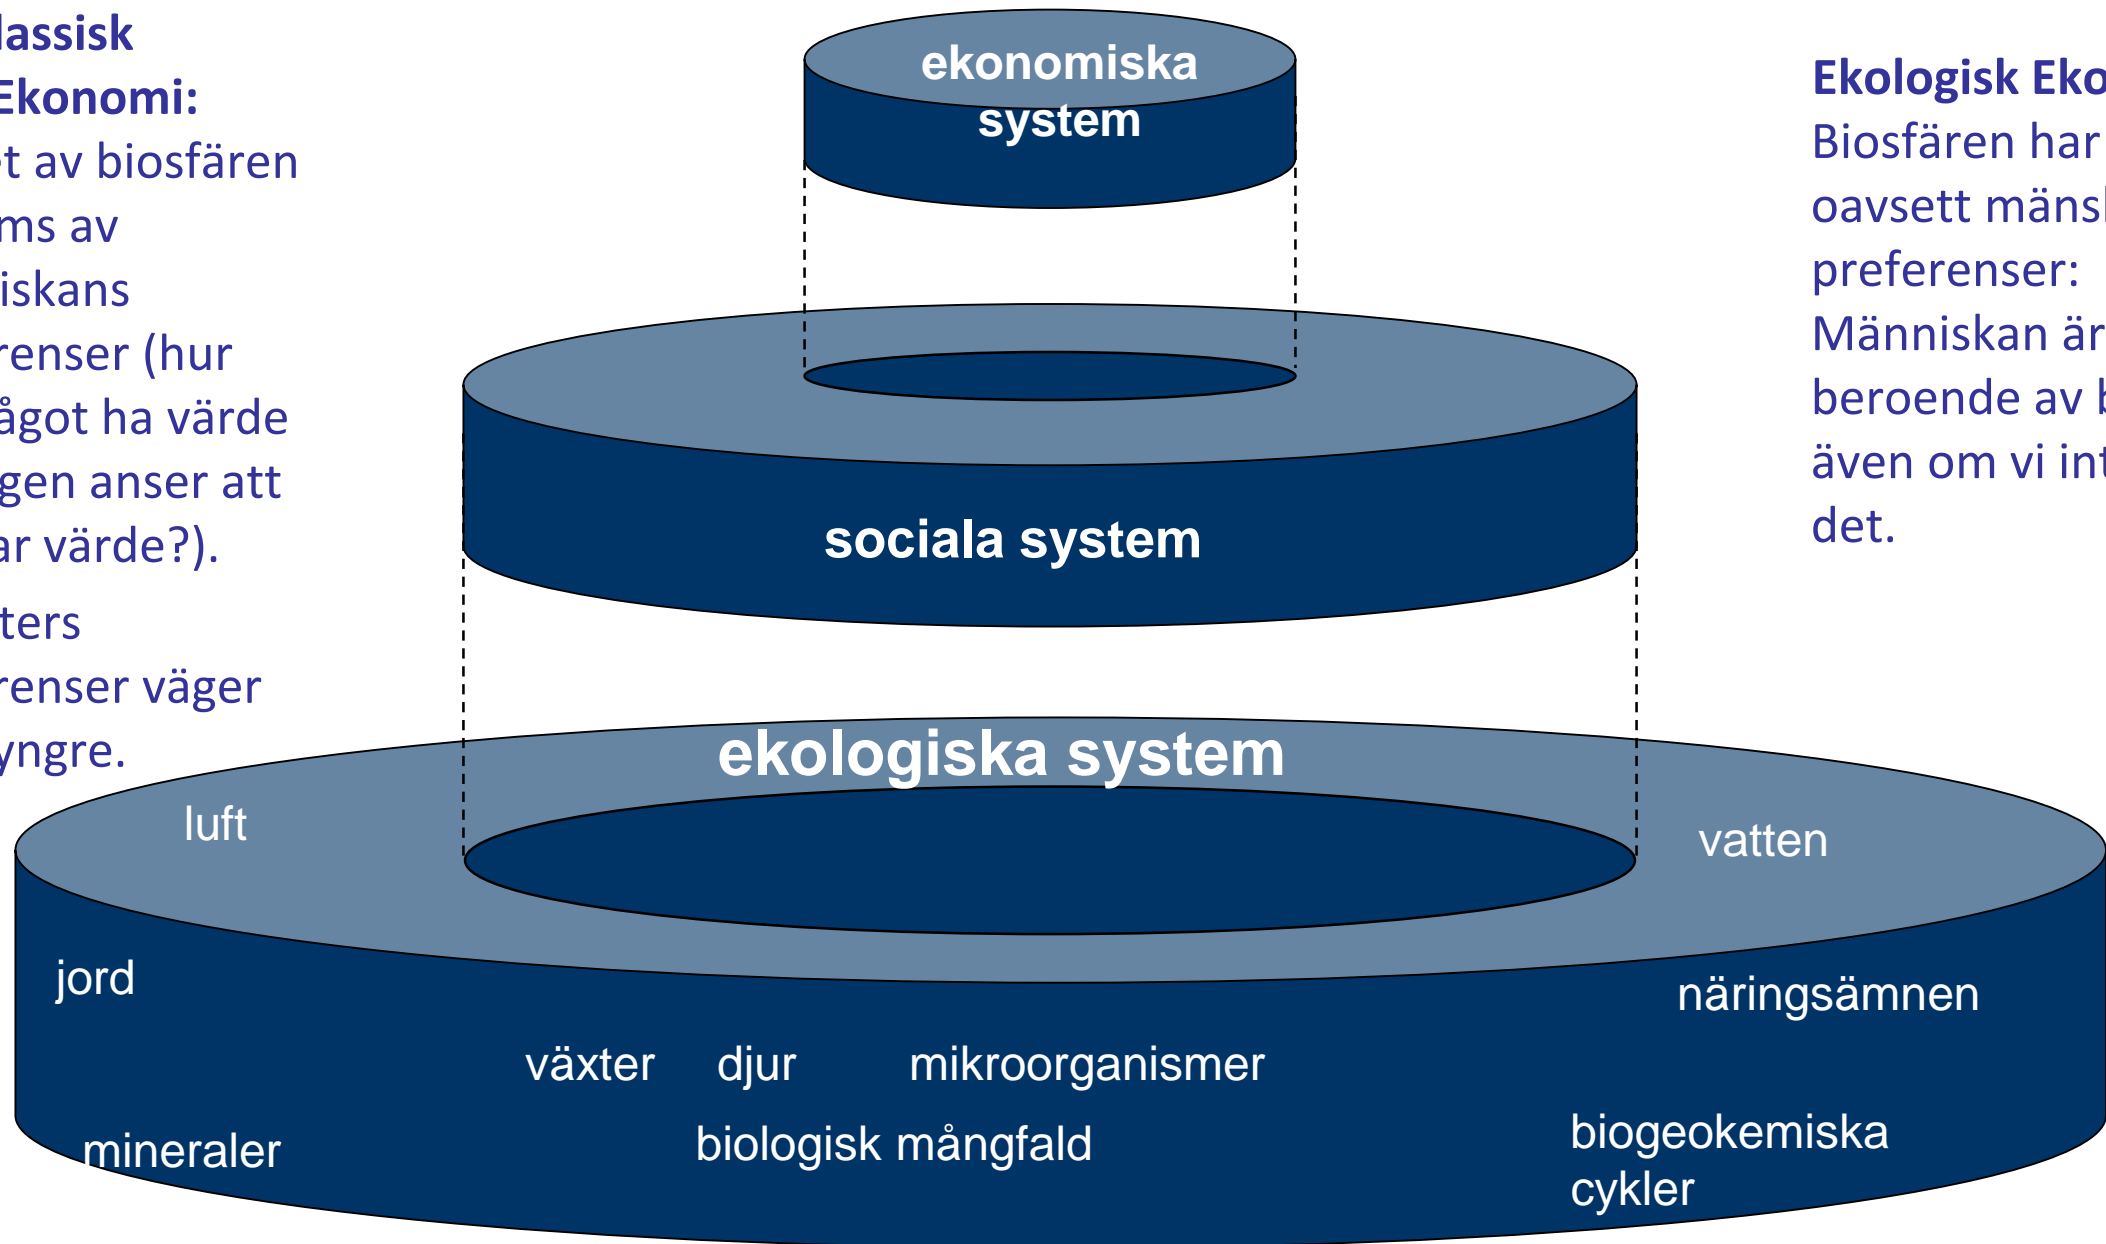 lassisk
Ekonomi:
et av biosfären
ms av
iskans
renser (hur
ågot ha värde
gen anser att
ar värde?).
ters
renser väger
yngre.
ekonomiska
system
Ekologisk Eko
Biosfären har
oavsett mänsl
preferenser:
Människan är
beroende av b
även om vi int
det.
sociala system
ekologiska system
luft
vatten
jord
näringsämnen
växter djur mikroorganismer
mineraler
biologisk mångfald
biogeokemiska
cykler